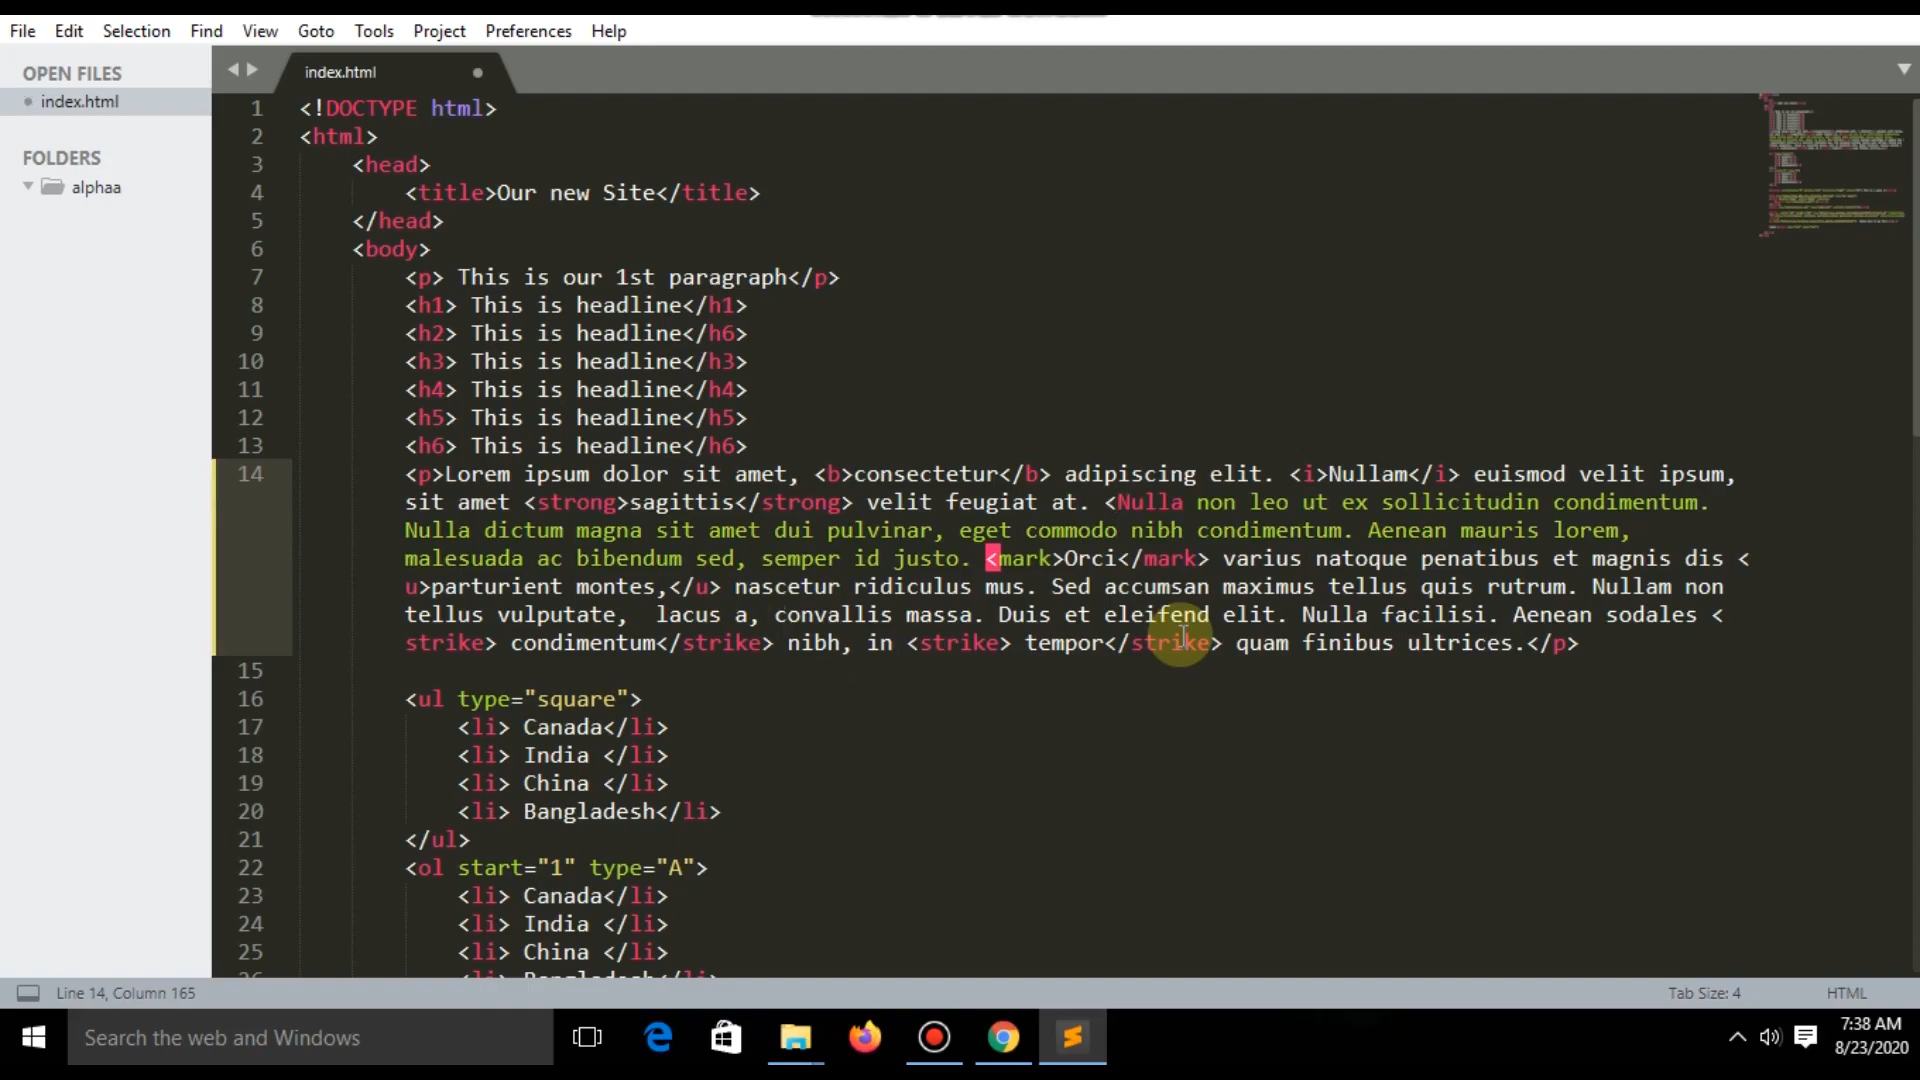 File Edit Selection Find View Goto Tools Project Preferences Help
OPEN FILES
index.html
FOLDERS
alphaa
index.html
1 <!DOCTYPE html>
2 <html>
3 <head>
4 <title>Our new Site</title>
5 </head>
6 <body>
7 <p> This is our 1st paragraph</p>
8 <h1> This is headline</h1>
9 <h2> This is headline</h6>
10 <h3> This is headline</h3>
11 <h4> This is headline</h4>
12 <h5> This is headline</h5>
13 <h6> This is headline</h6>
14 <p>Lorem ipsum dolor sit amet, <b>consectetur</b> adipiscing elit. <i>Nullam</i> euismod velit ipsum,
sit amet <strong>sagittis</strong> velit feugiat at. <Nulla non leo ut ex sollicitudin condimentum.
Nulla dictum magna sit amet dui pulvinar, eget commodo nibh condimentum. Aenean mauris lorem,
malesuada ac bibendum sed, semper id justo. <mark>Orci</mark> varius natoque penatibus et magnis dis <
u>parturient montes,</u> nascetur ridiculus mus. Sed accumsan maximus tellus quis rutrum. Nullam non
tellus vulputate,  lacus a, convallis massa. Duis et eleifend elit. Nulla facilisi. Aenean sodales <
strike> condimentum</strike> nibh, in <strike> tempor</strike> quam finibus ultrices.</p>
15
16 <ul type="square">
17 <li> Canada</li>
18 <li> India </li>
19 <li> China </li>
20 <li> Bangladesh</li>
21 </ul>
22 <ol start="1" type="A">
23 <li> Canada</li>
24 <li> India </li>
25 <li> China </li>
26 <li> Bangladesh</li>
Line 14, Column 165
Tab Size: 4
HTML
Search the web and Windows
7:38 AM
8/23/2020